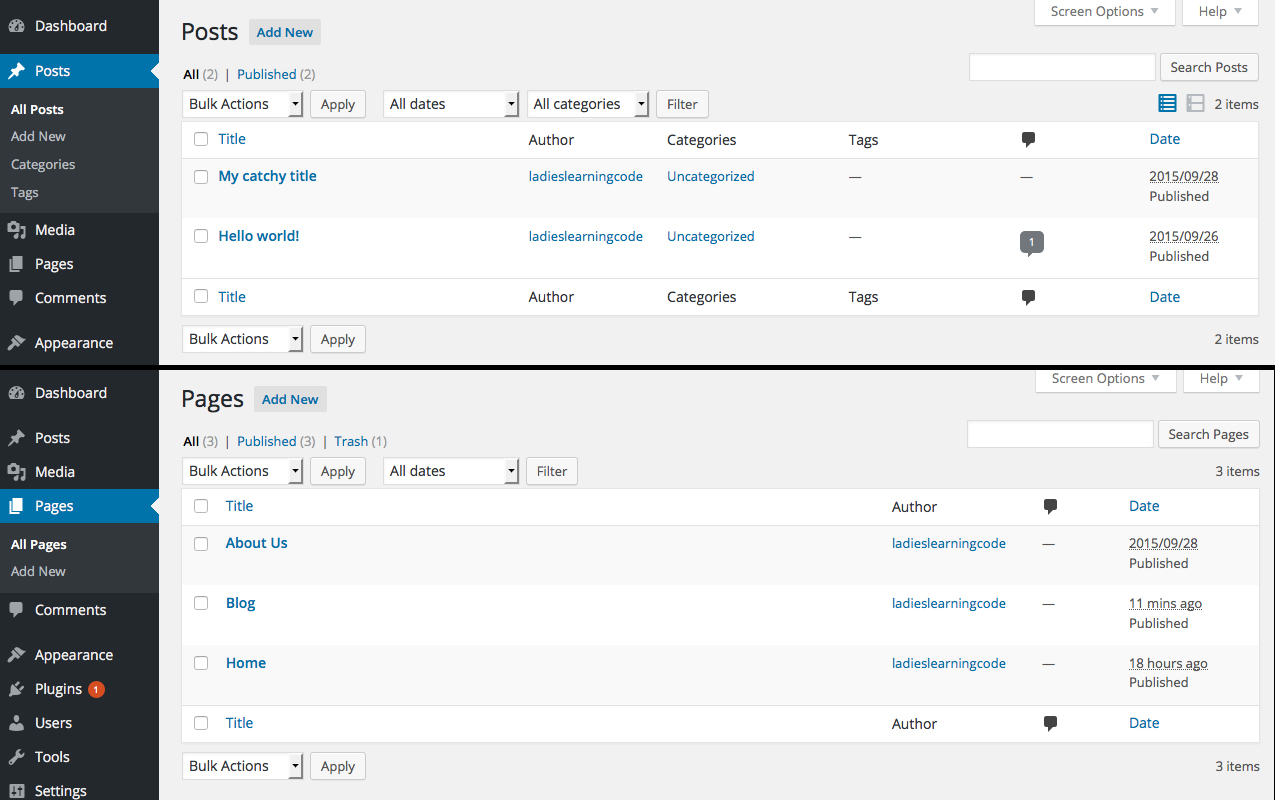 Dashboard
Posts
All Posts
Add New
Categories
Tags
Media
Pages
Comments
Appearance
Screen Options Help
Posts Add New
All (2) | Published (2)
Search Posts
Bulk Actions Apply All dates All categories Filter 2 items
Title Author Categories Tags Date
My catchy title ladieslearningcode Uncategorized — — 2015/09/28
Published
Hello world! ladieslearningcode Uncategorized — 1 2015/09/26
Published
Title Author Categories Tags Date
Bulk Actions Apply 2 items
Dashboard
Posts
Media
Pages
All Pages
Add New
Comments
Appearance
Plugins 1
Users
Tools
Settings
Screen Options Help
Pages Add New
All (3) | Published (3) | Trash (1)
Search Pages
Bulk Actions Apply All dates Filter 3 items
Title Author Date
About Us ladieslearningcode — 2015/09/28
Published
Blog ladieslearningcode — 11 mins ago
Published
Home ladieslearningcode — 18 hours ago
Published
Title Author Date
Bulk Actions Apply 3 items